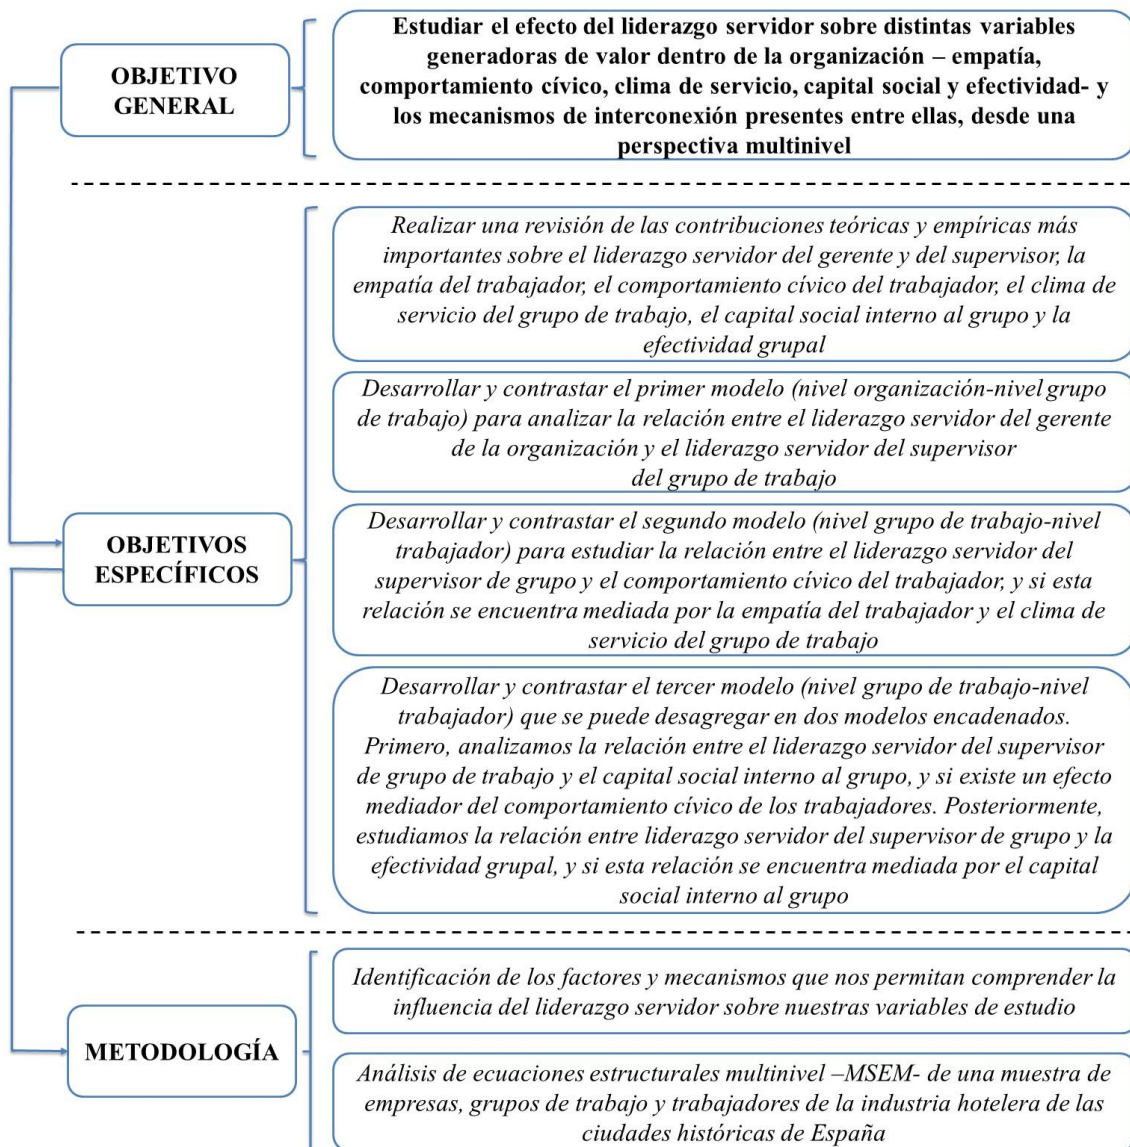 OBJETIVO
GENERAL
Estudiar el efecto del liderazgo servidor sobre distintas variables
generadoras de valor dentro de la organización – empatía,
comportamiento cívico, clima de servicio, capital social y efectividad- y
los mecanismos de interconexión presentes entre ellas, desde una
perspectiva multinivel
OBJETIVOS
ESPECÍFICOS
Realizar una revisión de las contribuciones teóricas y empíricas más
importantes sobre el liderazgo servidor del gerente y del supervisor, la
empatía del trabajador, el comportamiento cívico del trabajador, el clima de
servicio del grupo de trabajo, el capital social interno al grupo y la
efectividad grupal
Desarrollar y contrastar el primer modelo (nivel organización-nivel grupo
de trabajo) para analizar la relación entre el liderazgo servidor del gerente
de la organización y el liderazgo servidor del supervisor
del grupo de trabajo
Desarrollar y contrastar el segundo modelo (nivel grupo de trabajo-nivel
trabajador) para estudiar la relación entre el liderazgo servidor del
supervisor de grupo y el comportamiento cívico del trabajador, y si esta
relación se encuentra mediada por la empatía del trabajador y el clima de
servicio del grupo de trabajo
Desarrollar y contrastar el tercer modelo (nivel grupo de trabajo-nivel
trabajador) que se puede desagregar en dos modelos encadenados.
Primero, analizamos la relación entre el liderazgo servidor del supervisor
de grupo de trabajo y el capital social interno al grupo, y si existe un efecto
mediador del comportamiento cívico de los trabajadores. Posteriormente,
estudiamos la relación entre liderazgo servidor del supervisor de grupo y la
efectividad grupal, y si esta relación se encuentra mediada por el capital
social interno al grupo
METODOLOGÍA
Identificación de los factores y mecanismos que nos permitan comprender la
influencia del liderazgo servidor sobre nuestras variables de estudio
Análisis de ecuaciones estructurales multinivel –MSEM- de una muestra de
empresas, grupos de trabajo y trabajadores de la industria hotelera de las
ciudades históricas de España